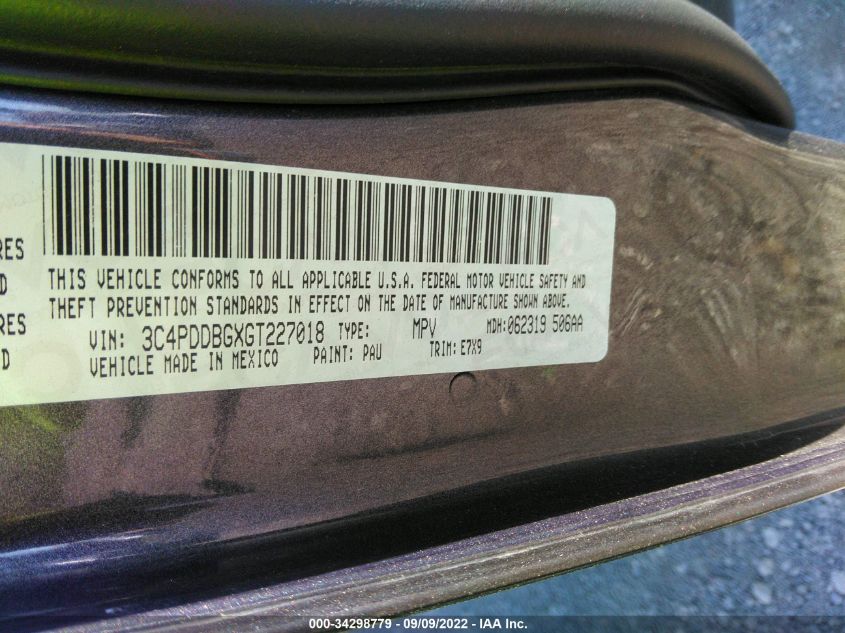 THIS VEHICLE CONFORMS TO ALL APPLICABLE U.S.A. FEDERAL MOTOR VEHICLE SAFETY AND
THEFT PREVENTION STANDARDS IN EFFECT ON THE DATE OF MANUFACTURE SHOWN ABOVE.
VIN: 3C4PDDBGXGT227018 TYPE: MPV MDH:062319 506AA
VEHICLE MADE IN MEXICO PAINT: PAU TRIM: E7X9
000-34298779 - 09/09/2022 - IAA Inc.